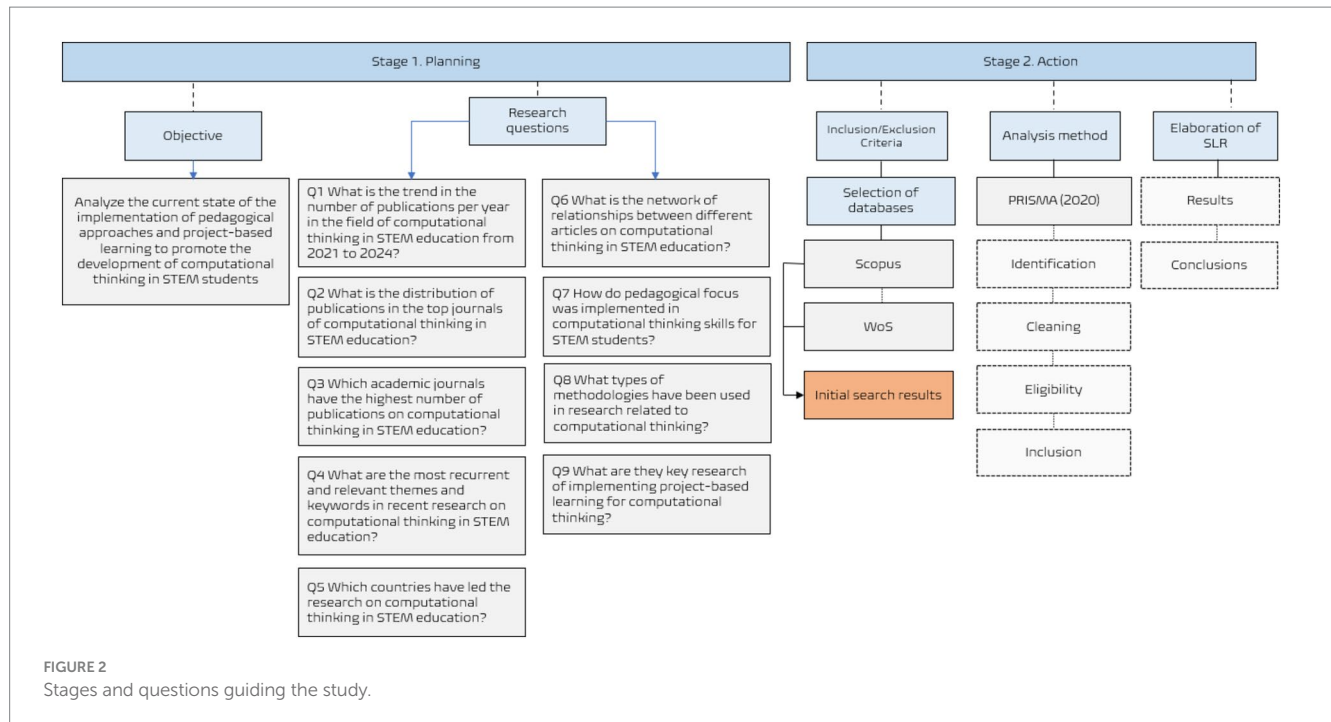 Stage 1. Planning
Objective
Analyze the current state of the
implementation of pedagogical
approaches and project-based
learning to promote the
development of computational
thinking in STEM students
Research
questions
Q1 What is the trend in the
number of publications per year
in the field of computational
thinking in STEM education from
2021 to 2024?
Q2 What is the distribution of
publications in the top journals
of computational thinking in
STEM education?
Q3 Which academic journals
have the highest number of
publications on computational
thinking in STEM education?
Q4 What are the most recurrent
and relevant themes and
keywords in recent research on
computational thinking in STEM
education?
Q5 Which countries have led the
research on computational
thinking in STEM education?
Q6 What is the network of
relationships between different
articles on computational
thinking in STEM education?
Q7 How do pedagogical focus
was implemented in
computational thinking skills for
STEM students?
Q8 What types of
methodologies have been used
in research related to
computational thinking?
Q9 What are they key research
of implementing project-based
learning for computational
thinking?
Stage 2. Action
Inclusion/Exclusion
Criteria
Selection of
databases
Scopus
WoS
Initial search results
Analysis method
PRISMA (2020)
Identification
Cleaning
Eligibility
Inclusion
Elaboration of
SLR
Results
Conclusions
FIGURE 2
Stages and questions guiding the study.